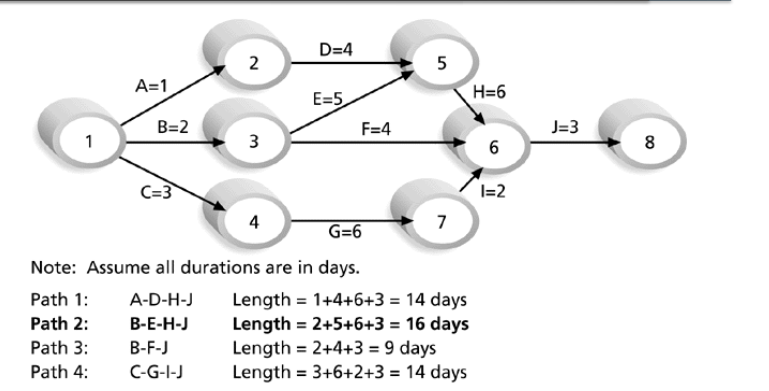 D=4
2
5
A=1
E=5
H=6
B=2
F=4
J=3
1
3
6
8
C=3
I=2
4
7
G=6
Note: Assume all durations are in days.
Path 1: A-D-H-J Length = 1+4+6+3 = 14 days
Path 2: B-E-H-J Length = 2+5+6+3 = 16 days
Path 3: B-F-J Length = 2+4+3 = 9 days
Path 4: C-G-I-J Length = 3+6+2+3 = 14 days